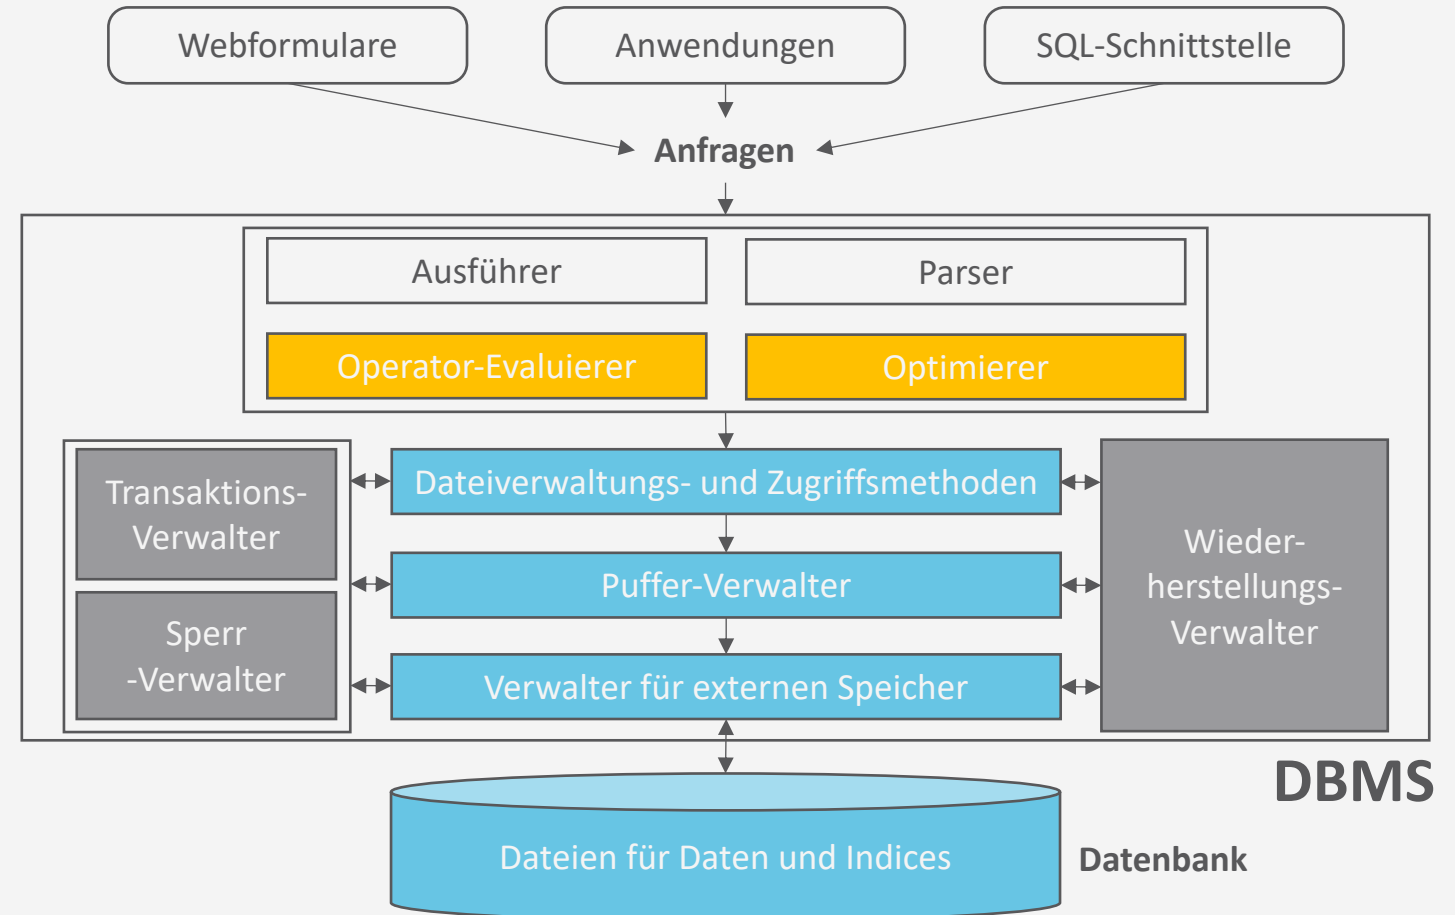 Webformulare
Anwendungen
SQL-Schnittstelle
Anfragen
Ausführer
Parser
Operator-Evaluierer
Optimierer
Transaktions-
Verwalter
Sperr
-Verwalter
Dateiverwaltungs- und Zugriffsmethoden
Puffer-Verwalter
Verwalter für externen Speicher
Wieder-
herstellungs-
Verwalter
DBMS
Dateien für Daten und Indices
Datenbank